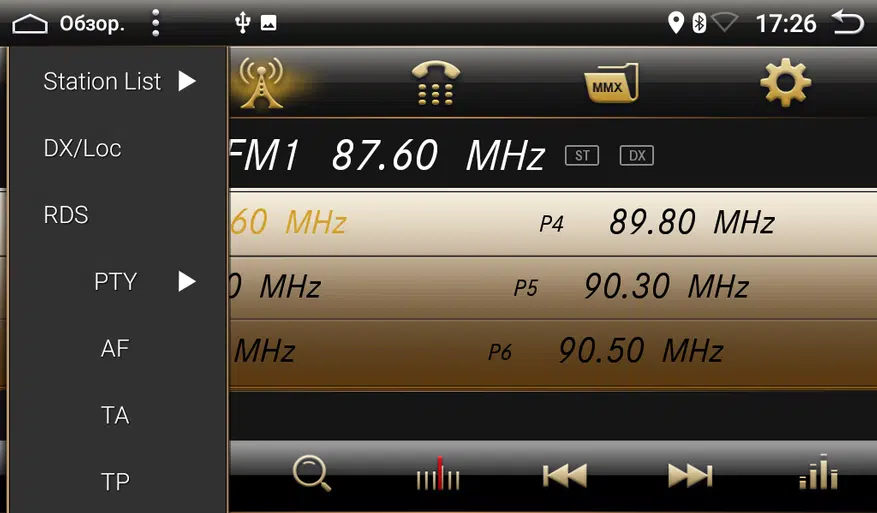 Обзор.
17:26
Station List
DX/Loc
RDS
PTY
AF
TA
TP
MMX
FM1 87.60 MHz ST DX
60 MHz P4 89.80 MHz
0 MHz P5 90.30 MHz
MHz P6 90.50 MHz